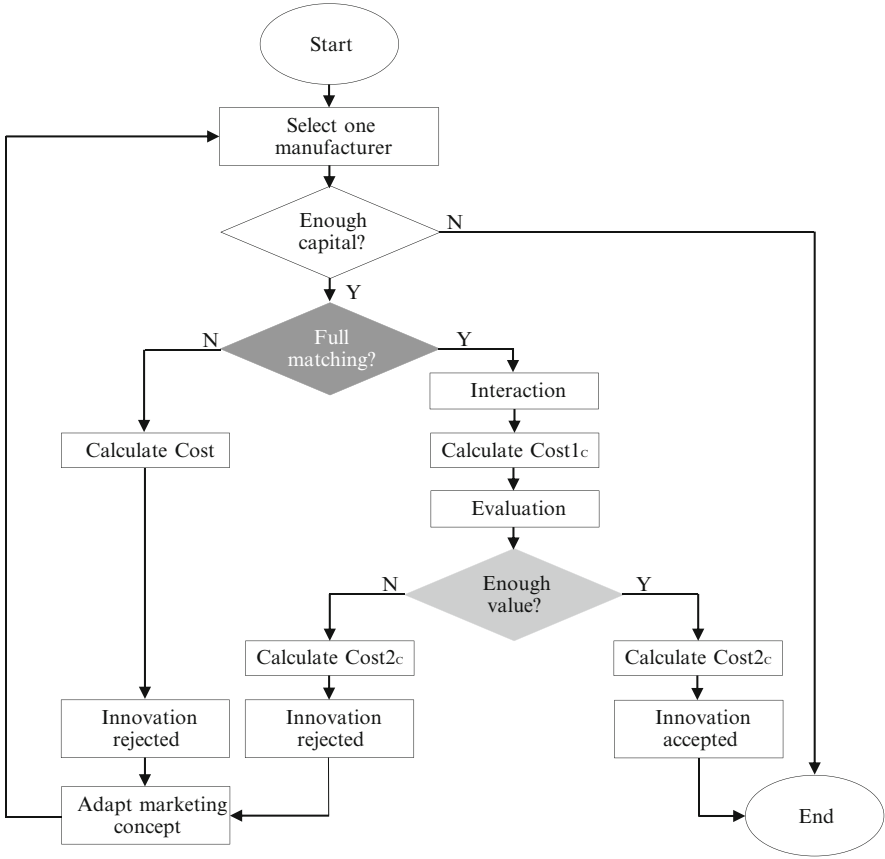 Start
Select one
manufacturer
Enough
capital?
N
Y
Full
matching?
N
Y
Interaction
Calculate Cost
Calculate Cost1c
Evaluation
Enough
value?
N
Y
Calculate Cost2c
Calculate Cost2c
Innovation
rejected
Innovation
rejected
Innovation
accepted
Adapt marketing
concept
End